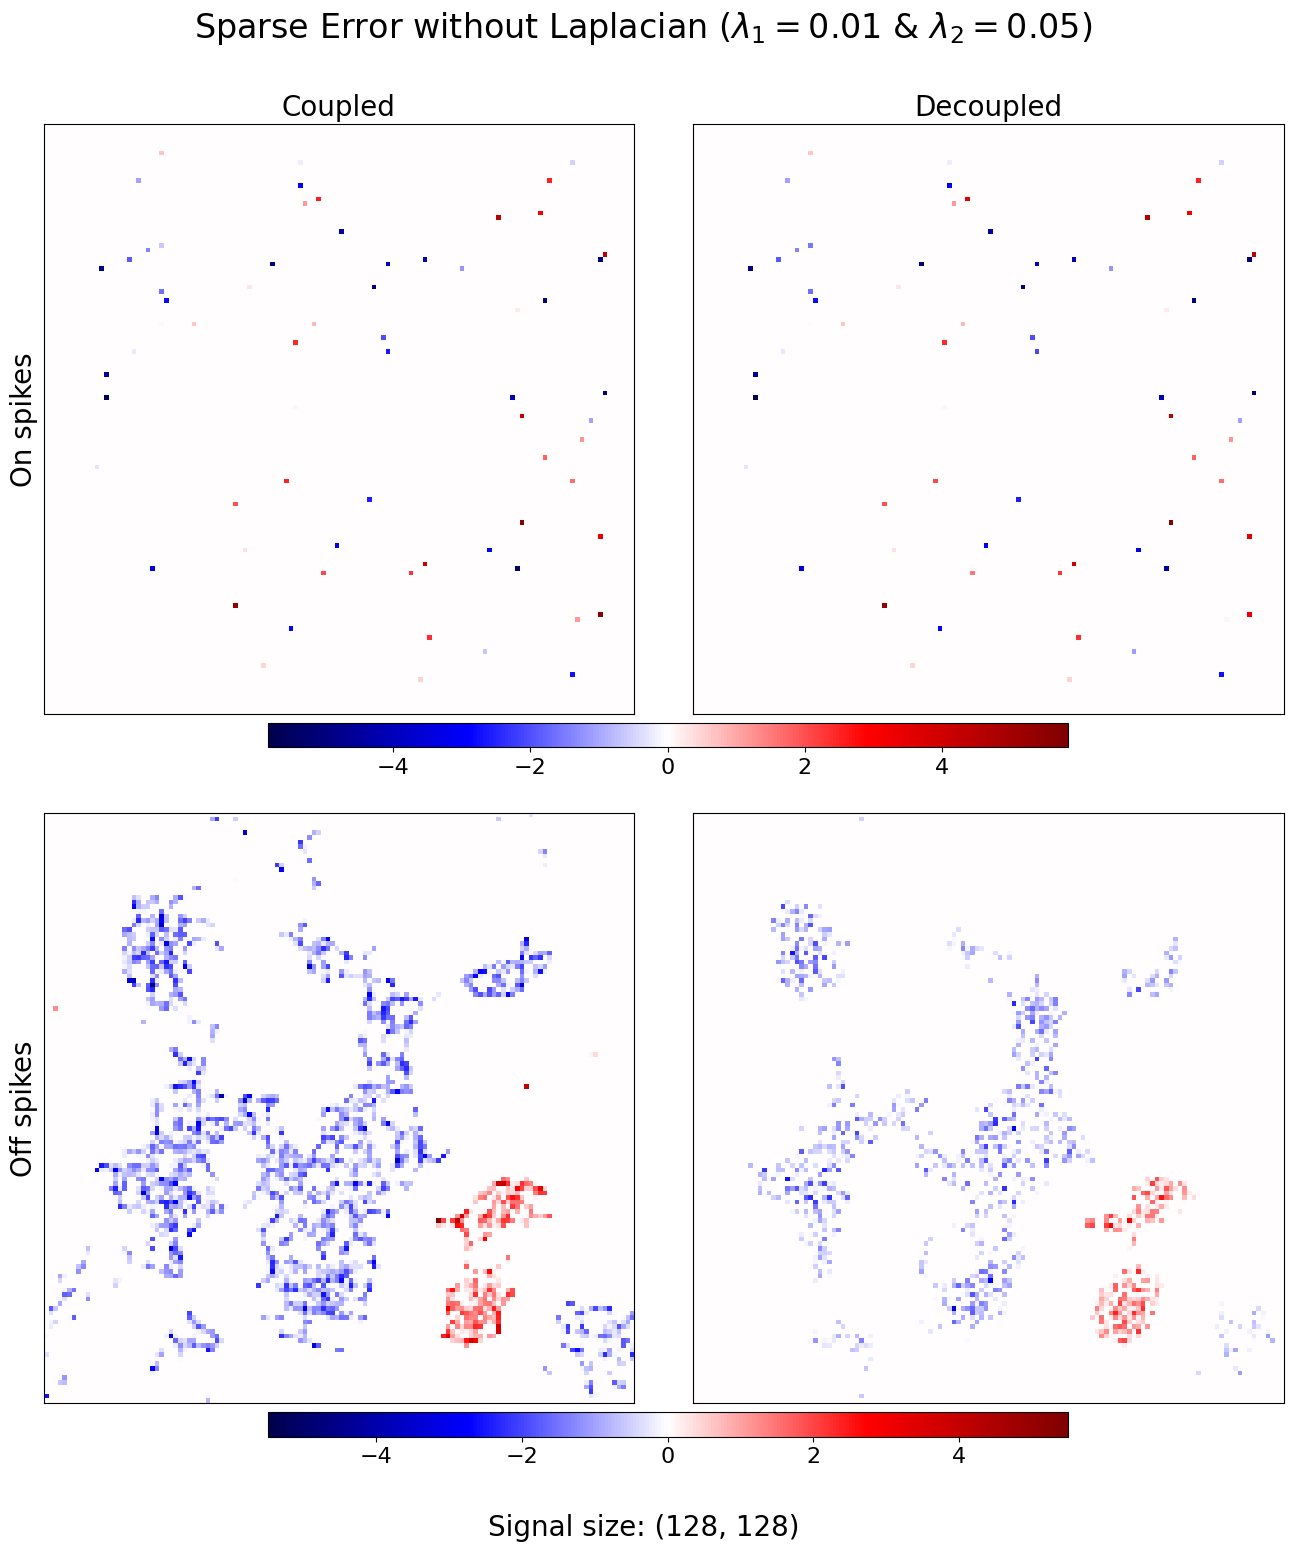 Sparse Error without Laplacian (λ₁ = 0.01 & λ₂ = 0.05)
Coupled
Decoupled
On spikes
−4 −2 0 2 4
Off spikes
−4 −2 0 2 4
Signal size: (128, 128)